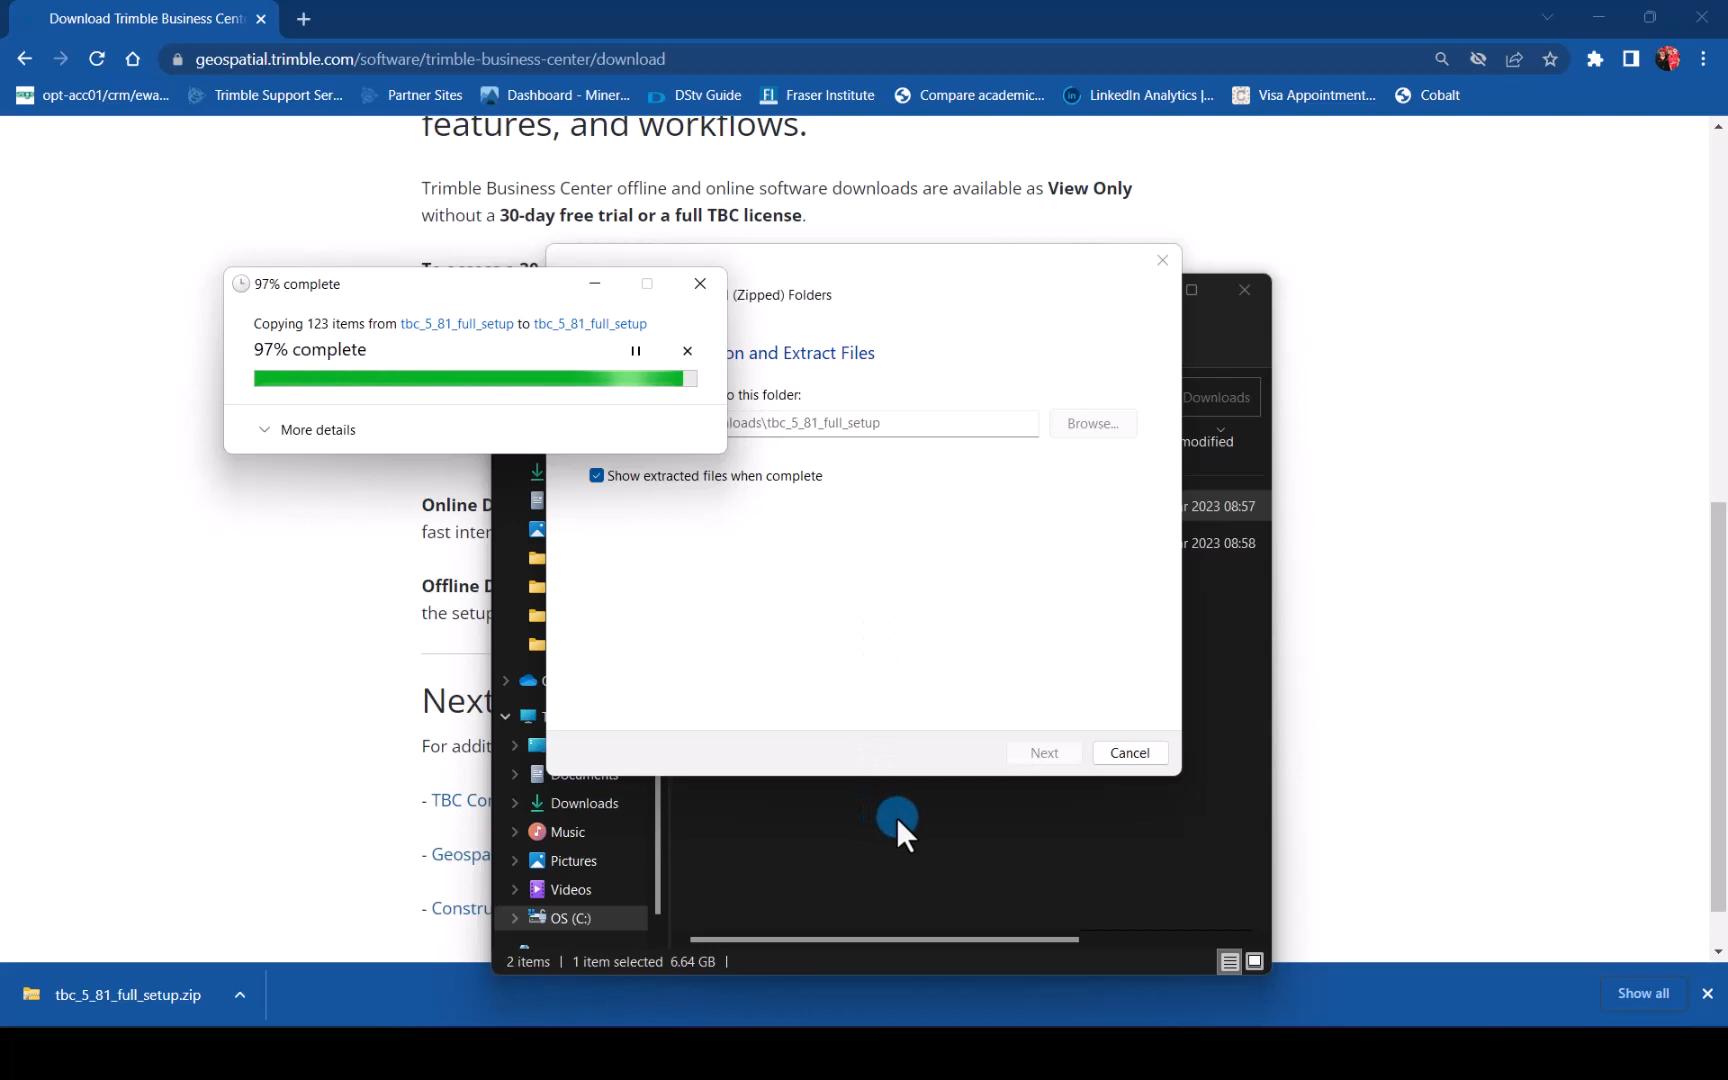 Download Trimble Business Cent
geospatial.trimble.com/software/trimble-business-center/download
opt-acc01/crm/ewa...
Trimble Support Ser...
Partner Sites
Dashboard - Miner...
DStv Guide
Fraser Institute
Compare academic...
LinkedIn Analytics |...
Visa Appointment...
Cobalt
features, and workflows.
Trimble Business Center offline and online software downloads are available as View Only
without a 30-day free trial or a full TBC license.
97% complete
Copying 123 items from tbc_5_81_full_setup to tbc_5_81_full_setup
97% complete
More details
(Zipped) Folders
on and Extract Files
o this folder:
loads\tbc_5_81_full_setup
Browse...
Show extracted files when complete
Next
Cancel
Downloads
modified
r 2023 08:57
r 2023 08:58
Online D
fast inter
Offline D
the setup
Next
For addit
- TBC Co
- Geospa
- Constru
Documents
Downloads
Music
Pictures
Videos
OS (C:)
2 items | 1 item selected 6.64 GB |
tbc_5_81_full_setup.zip
Show all